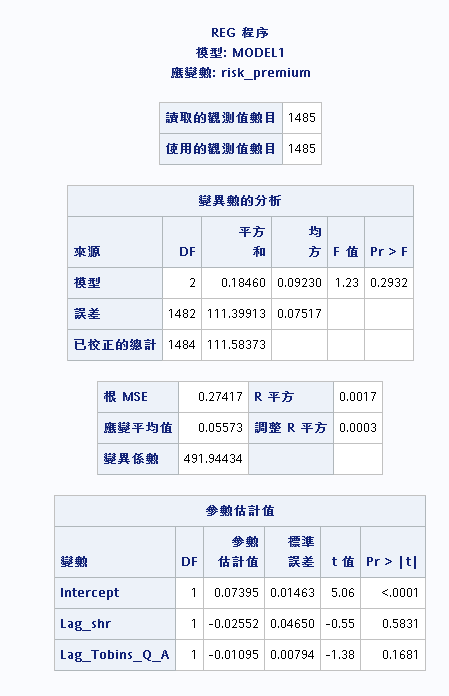 REG 程序
模型: MODEL1
應變數: risk_premium
讀取的觀測值數目 1485
使用的觀測值數目 1485
變異數的分析
來源 DF 平方和 均方 F 值 Pr > F
模型 2 0.18460 0.09230 1.23 0.2932
誤差 1482 111.39913 0.07517
已校正的總計 1484 111.58373
根 MSE 0.27417 R 平方 0.0017
應變平均值 0.05573 調整 R 平方 0.0003
變異係數 491.94434
參數估計值
變數 DF 參數估計值 標準誤差 t 值 Pr > |t|
Intercept 1 0.07395 0.01463 5.06 <.0001
Lag_shr 1 -0.02552 0.04650 -0.55 0.5831
Lag_Tobins_Q_A 1 -0.01095 0.00794 -1.38 0.1681